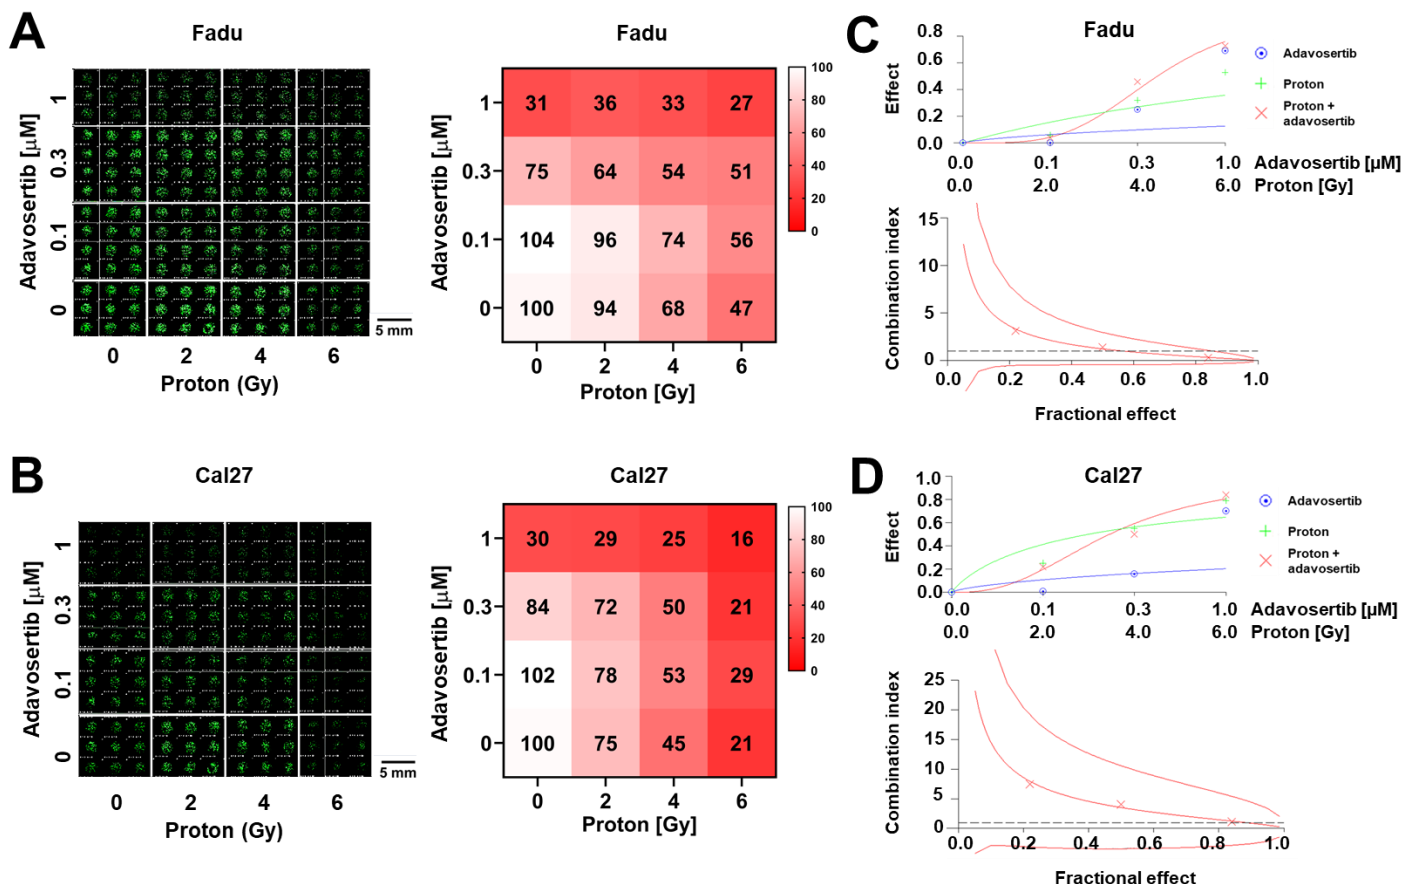 A
Fadu
Adavosertib [µM]
1
0.3
0.1
0
0 2 4 6
Proton (Gy)
5 mm
Fadu
Adavosertib [µM]
1 31 36 33 27
0.3 75 64 54 51
0.1 104 96 74 56
0 100 94 68 47
0 2 4 6
Proton [Gy]
100
80
60
40
20
0
C
Fadu
Effect
0.8
0.6
0.4
0.2
0.0
Adavosertib
Proton
Proton +
adavosertib
0.0 0.1 0.3 1.0 Adavosertib [µM]
0.0 2.0 4.0 6.0 Proton [Gy]
Combination index
15
10
5
0
0.0 0.2 0.4 0.6 0.8 1.0
Fractional effect
B
Cal27
Adavosertib [µM]
1
0.3
0.1
0
0 2 4 6
Proton (Gy)
5 mm
Cal27
Adavosertib [µM]
1 30 29 25 16
0.3 84 72 50 21
0.1 102 78 53 29
0 100 75 45 21
0 2 4 6
Proton [Gy]
100
80
60
40
20
0
D
Cal27
Effect
1.0
0.8
0.6
0.4
0.2
0.0
Adavosertib
Proton
Proton +
adavosertib
0.0 0.1 0.3 1.0 Adavosertib [µM]
0.0 2.0 4.0 6.0 Proton [Gy]
Combination index
25
20
15
10
5
0
0.0 0.2 0.4 0.6 0.8 1.0
Fractional effect